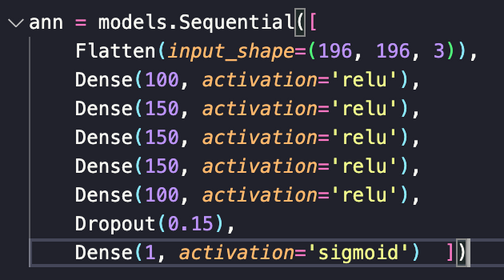 ann = models.Sequential([
Flatten(input_shape=(196, 196, 3)),
Dense(100, activation='relu'),
Dense(150, activation='relu'),
Dense(150, activation='relu'),
Dense(150, activation='relu'),
Dense(100, activation='relu'),
Dropout(0.15),
Dense(1, activation='sigmoid')  ])